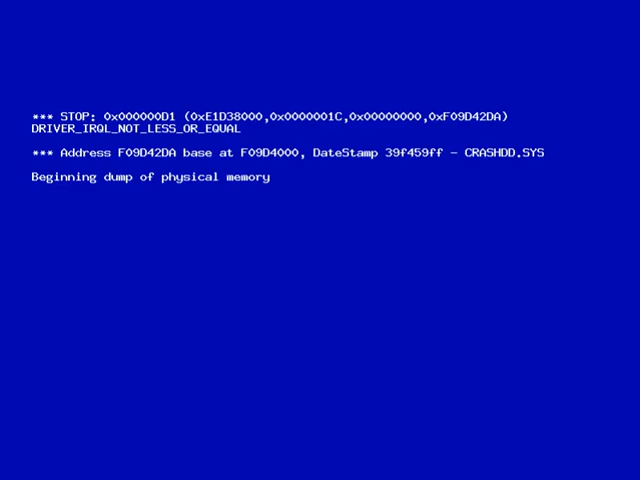 *** STOP: 0x000000D1 (0xE1D38000,0x0000001C,0x00000000,0xF09D42DA)
DRIVER_IRQL_NOT_LESS_OR_EQUAL
*** Address F09D42DA base at F09D4000, DateStamp 39f459ff - CRASHDD.SYS
Beginning dump of physical memory